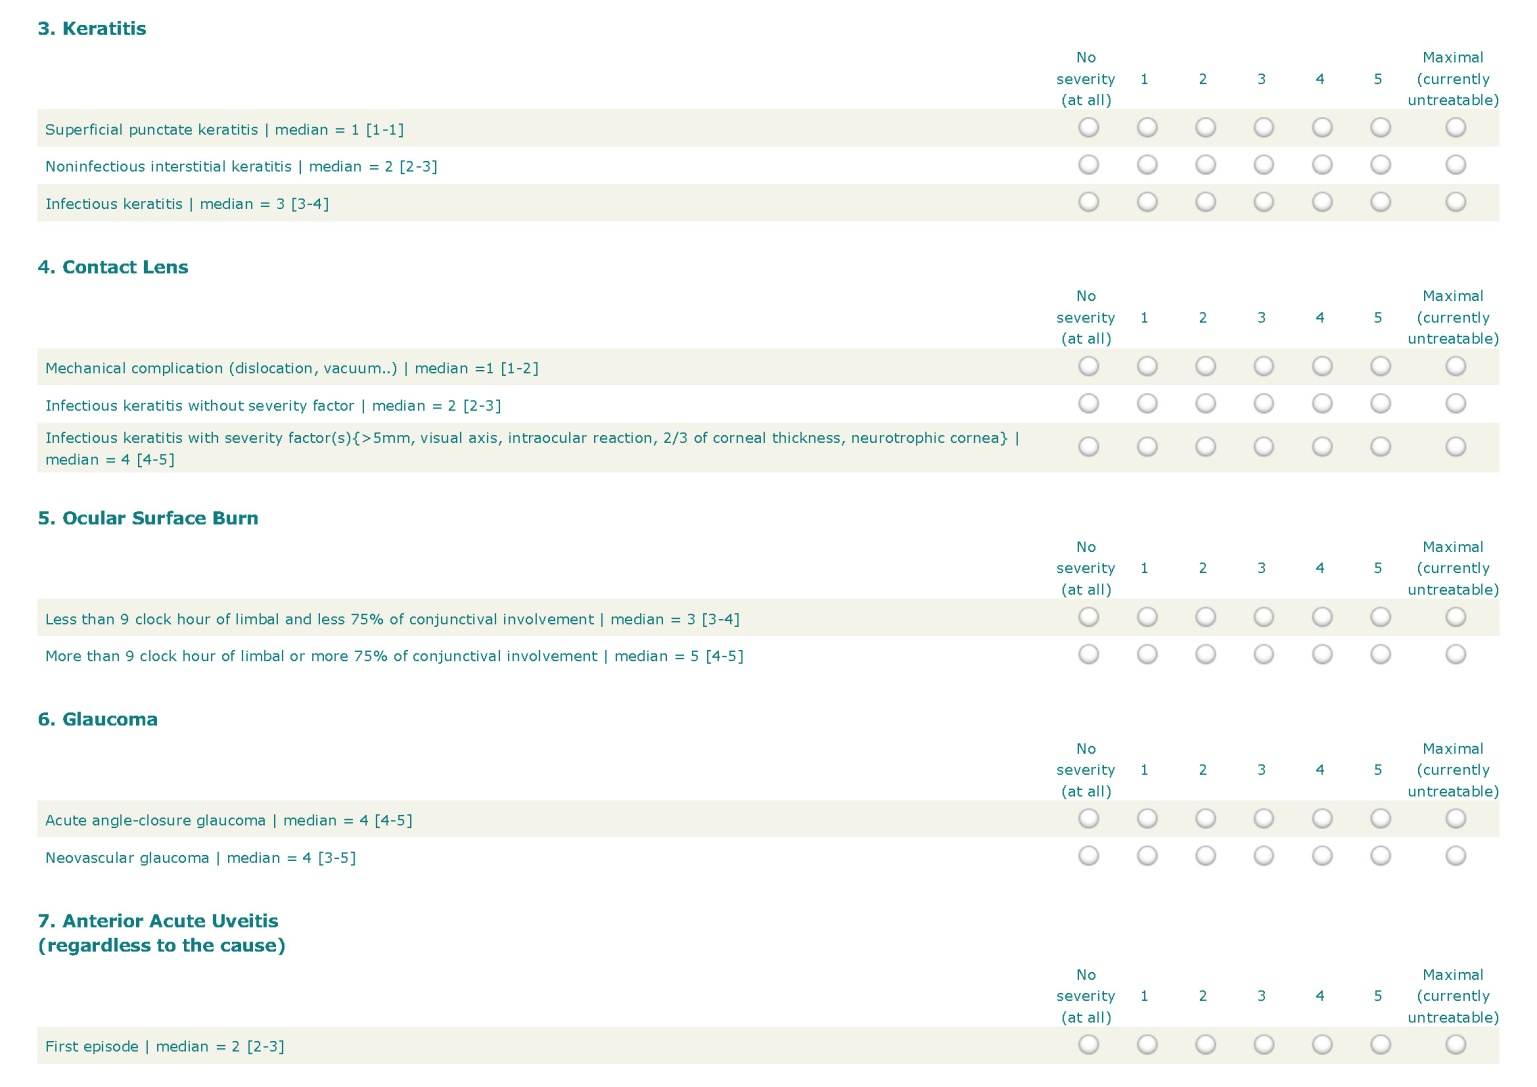 3. Keratitis
No severity (at all) 1 2 3 4 5 Maximal (currently untreatable)
Superficial punctate keratitis | median = 1 [1-1]
Noninfectious interstitial keratitis | median = 2 [2-3]
Infectious keratitis | median = 3 [3-4]
4. Contact Lens
No severity (at all) 1 2 3 4 5 Maximal (currently untreatable)
Mechanical complication (dislocation, vacuum..) | median =1 [1-2]
Infectious keratitis without severity factor | median = 2 [2-3]
Infectious keratitis with severity factor(s){>5mm, visual axis, intraocular reaction, 2/3 of corneal thickness, neurotrophic cornea} |
median = 4 [4-5]
5. Ocular Surface Burn
No severity (at all) 1 2 3 4 5 Maximal (currently untreatable)
Less than 9 clock hour of limbal and less 75% of conjunctival involvement | median = 3 [3-4]
More than 9 clock hour of limbal or more 75% of conjunctival involvement | median = 5 [4-5]
6. Glaucoma
No severity (at all) 1 2 3 4 5 Maximal (currently untreatable)
Acute angle-closure glaucoma | median = 4 [4-5]
Neovascular glaucoma | median = 4 [3-5]
7. Anterior Acute Uveitis
(regardless to the cause)
No severity (at all) 1 2 3 4 5 Maximal (currently untreatable)
First episode | median = 2 [2-3]